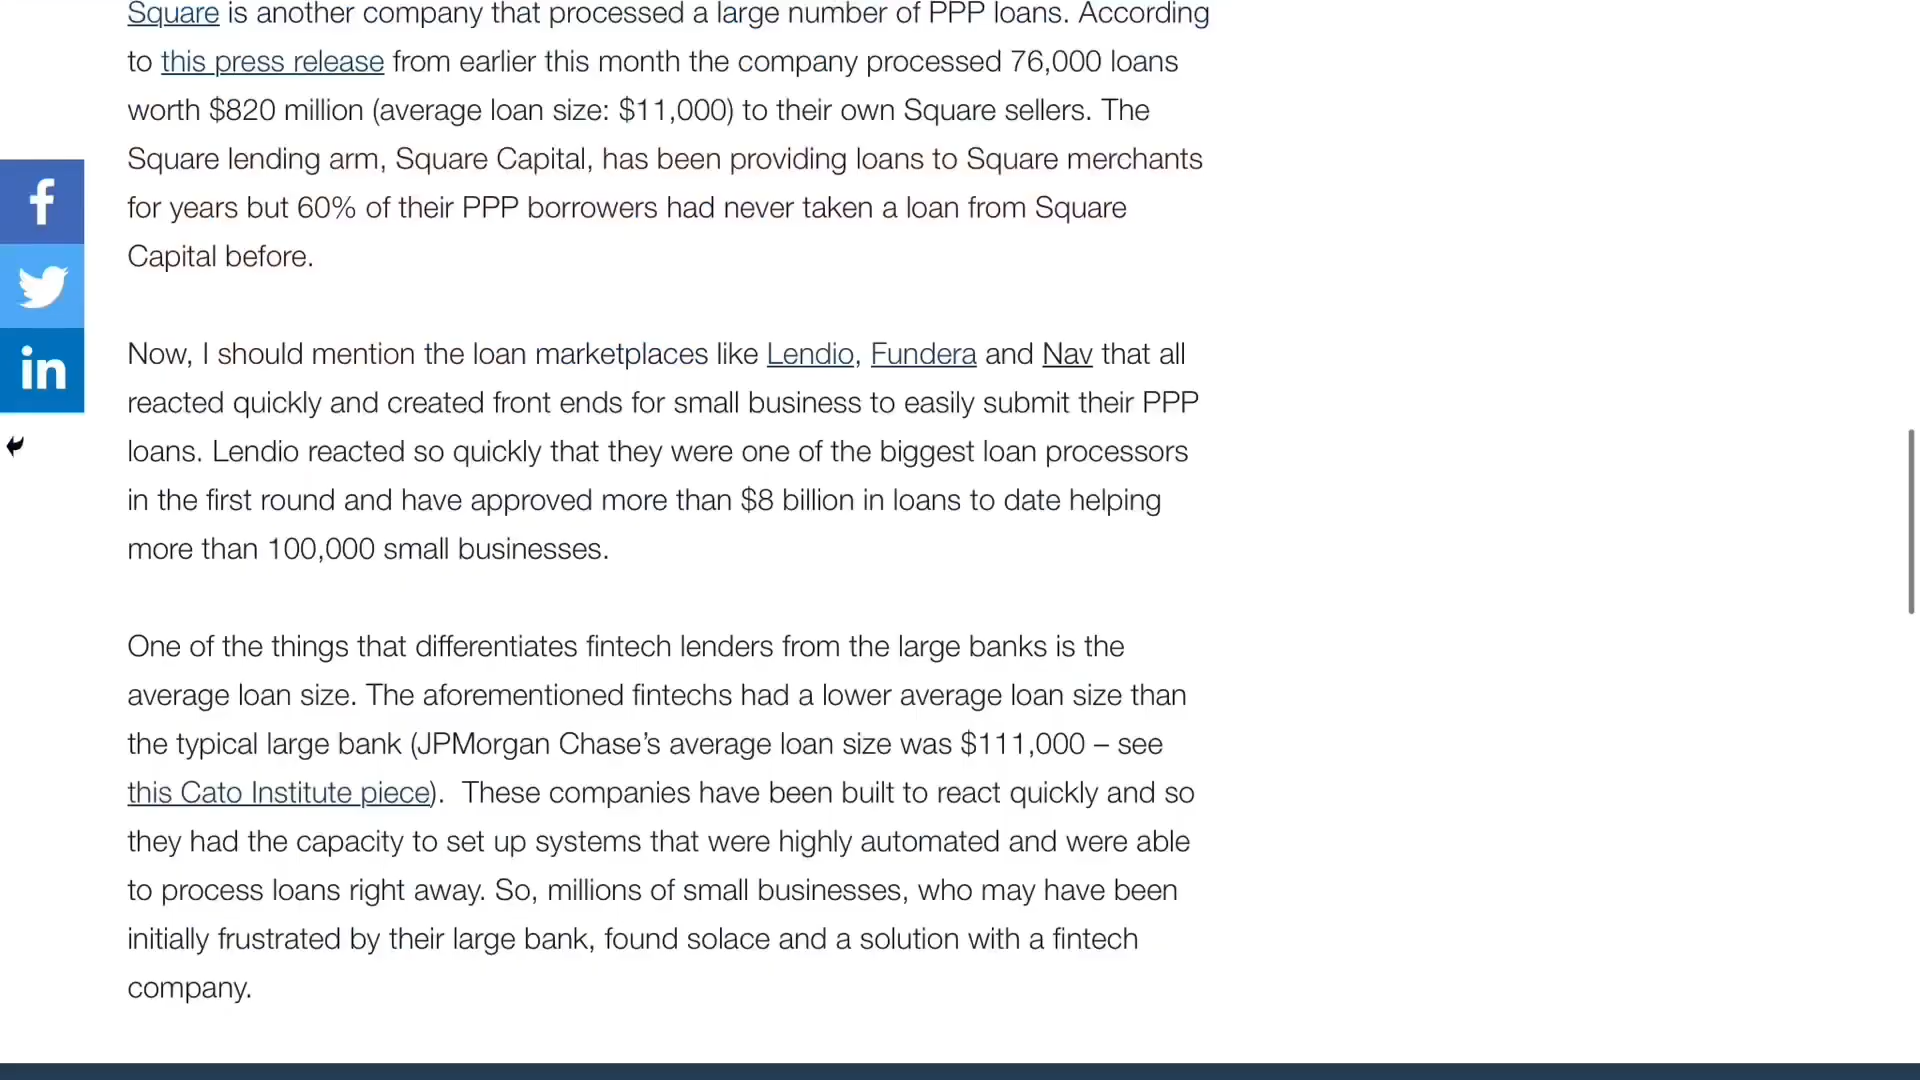 Square is another company that processed a large number of PPP loans. According
to this press release from earlier this month the company processed 76,000 loans
worth $820 million (average loan size: $11,000) to their own Square sellers. The
Square lending arm, Square Capital, has been providing loans to Square merchants
for years but 60% of their PPP borrowers had never taken a loan from Square
Capital before.
Now, I should mention the loan marketplaces like Lendio, Fundera and Nav that all
reacted quickly and created front ends for small business to easily submit their PPP
loans. Lendio reacted so quickly that they were one of the biggest loan processors
in the first round and have approved more than $8 billion in loans to date helping
more than 100,000 small businesses.
One of the things that differentiates fintech lenders from the large banks is the
average loan size. The aforementioned fintechs had a lower average loan size than
the typical large bank (JPMorgan Chase’s average loan size was $111,000 – see
this Cato Institute piece).  These companies have been built to react quickly and so
they had the capacity to set up systems that were highly automated and were able
to process loans right away. So, millions of small businesses, who may have been
initially frustrated by their large bank, found solace and a solution with a fintech
company.